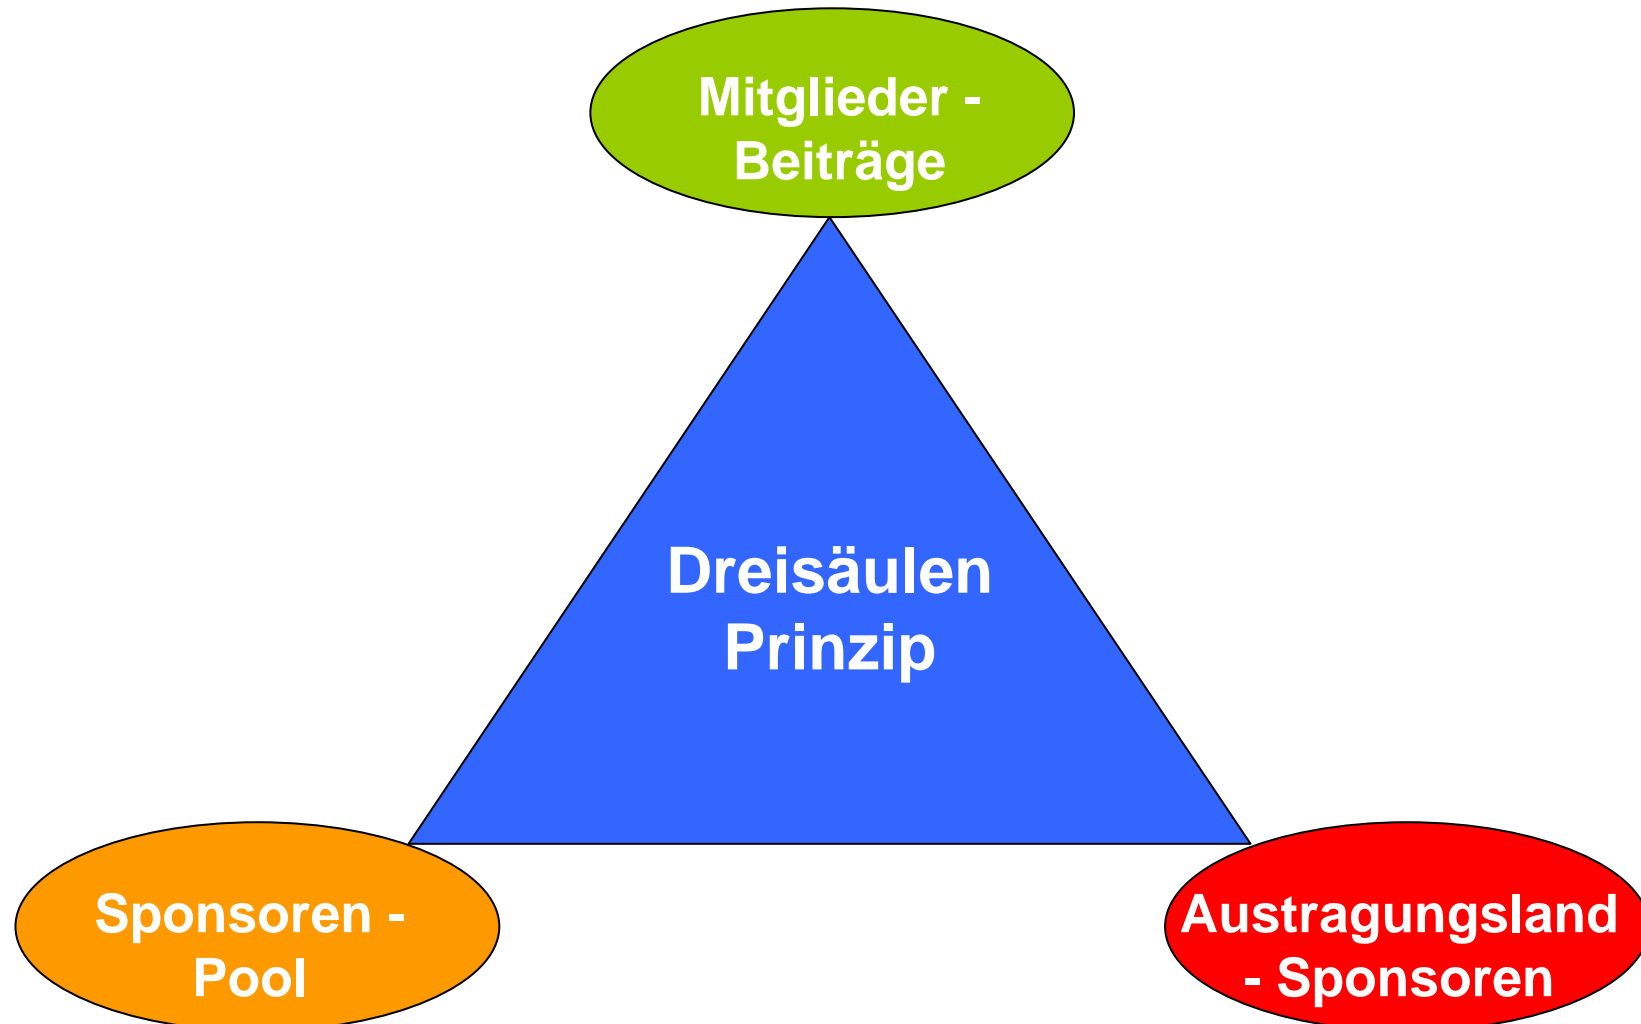 Mitglieder -
Beiträge
Dreisäulen
Prinzip
Sponsoren -
Pool
Austragungsland
- Sponsoren